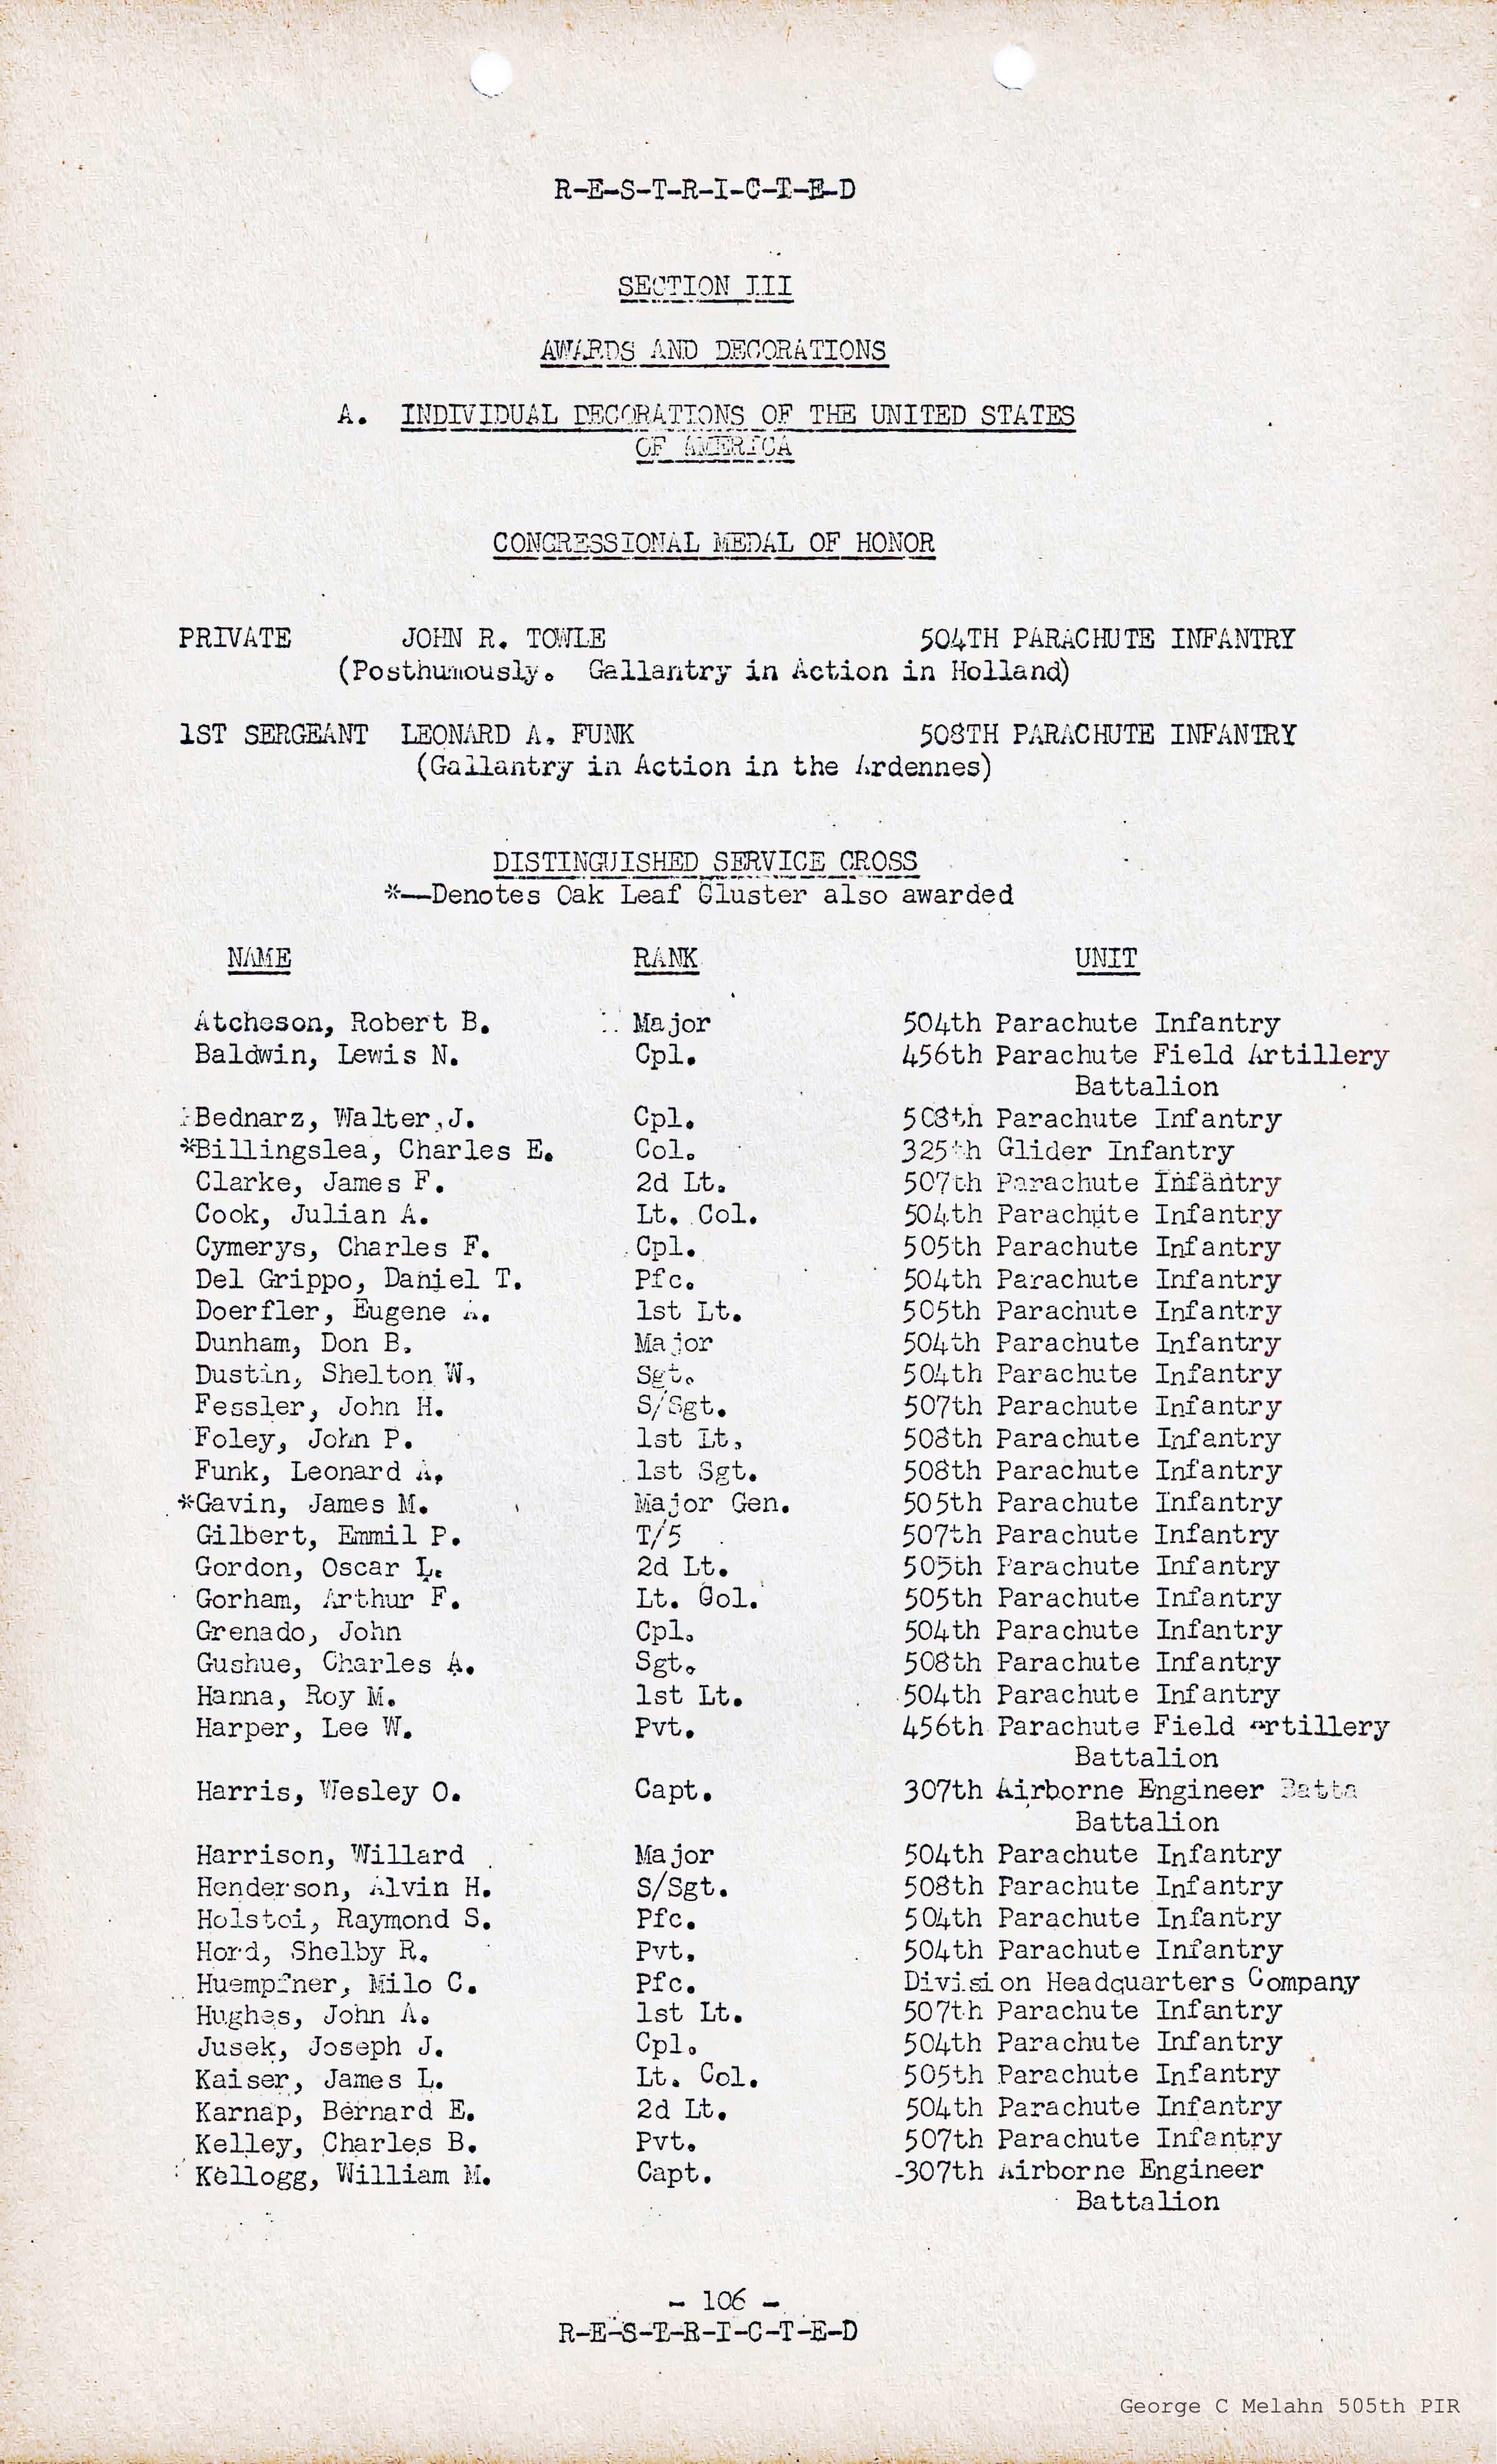 R-E-S-T-R-I-C-T-E-D
SECTION III
AWARDS AND DECORATIONS
A. INDIVIDUAL DECORATIONS OF THE UNITED STATES
OF AMERICA
CONGRESSIONAL MEDAL OF HONOR
PRIVATE JOHN R. TOWLE 504TH PARACHUTE INFANTRY
(Posthumously. Gallantry in Action in Holland)
1ST SERGEANT LEONARD A. FUNK 508TH PARACHUTE INFANTRY
(Gallantry in Action in the Ardennes)
DISTINGUISHED SERVICE CROSS
*—Denotes Oak Leaf Cluster also awarded
NAME RANK UNIT
Atcheson, Robert B. Major 504th Parachute Infantry
Baldwin, Lewis N. Cpl. 456th Parachute Field Artillery
Battalion
Bednarz, Walter J. Cpl. 508th Parachute Infantry
*Billingslea, Charles E. Col. 325th Glider Infantry
Clarke, James F. 2d Lt. 507th Parachute Infantry
Cook, Julian A. Lt. Col. 504th Parachute Infantry
Cymerys, Charles F. Cpl. 505th Parachute Infantry
Del Grippo, Daniel T. Pfc. 504th Parachute Infantry
Doerfler, Eugene A. 1st Lt. 505th Parachute Infantry
Dunham, Don B. Major 504th Parachute Infantry
Dustin, Shelton W. Sgt. 504th Parachute Infantry
Fessler, John H. S/Sgt. 507th Parachute Infantry
Foley, John P. 1st Lt. 508th Parachute Infantry
Funk, Leonard A. 1st Sgt. 508th Parachute Infantry
*Gavin, James M. Major Gen. 505th Parachute Infantry
Gilbert, Emmil P. T/5 507th Parachute Infantry
Gordon, Oscar L. 2d Lt. 505th Parachute Infantry
Gorham, Arthur F. Lt. Col. 505th Parachute Infantry
Grenado, John Cpl. 504th Parachute Infantry
Gushue, Charles A. Sgt. 508th Parachute Infantry
Hanna, Roy M. 1st Lt. 504th Parachute Infantry
Harper, Lee W. Pvt. 456th Parachute Field Artillery
Battalion
Harris, Wesley O. Capt. 307th Airborne Engineer Batta
Battalion
Harrison, Willard Major 504th Parachute Infantry
Henderson, Alvin H. S/Sgt. 508th Parachute Infantry
Holstoi, Raymond S. Pfc. 504th Parachute Infantry
Hord, Shelby R. Pvt. 504th Parachute Infantry
Huempfner, Milo C. Pfc. Division Headquarters Company
Hughes, John A. 1st Lt. 507th Parachute Infantry
Jusek, Joseph J. Cpl. 504th Parachute Infantry
Kaiser, James L. Lt. Col. 505th Parachute Infantry
Karnap, Bernard E. 2d Lt. 504th Parachute Infantry
Kelley, Charles B. Pvt. 507th Parachute Infantry
Kellogg, William M. Capt. 307th Airborne Engineer
Battalion
- 106 -
R-E-S-T-R-I-C-T-E-D
George C Melahn 505th PIR